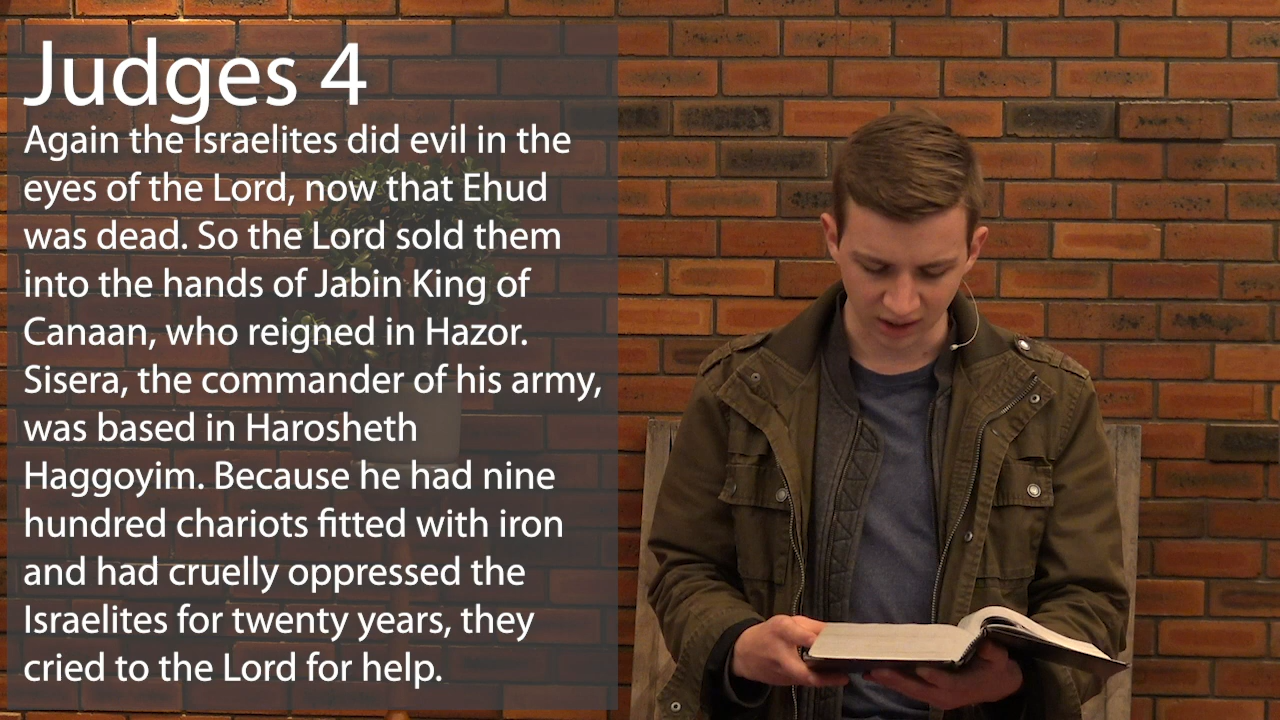 Judges 4
Again the Israelites did evil in the
eyes of the Lord, now that Ehud
was dead. So the Lord sold them
into the hands of Jabin King of
Canaan, who reigned in Hazor.
Sisera, the commander of his army,
was based in Harosheth
Haggoyim. Because he had nine
hundred chariots fitted with iron
and had cruelly oppressed the
Israelites for twenty years, they
cried to the Lord for help.